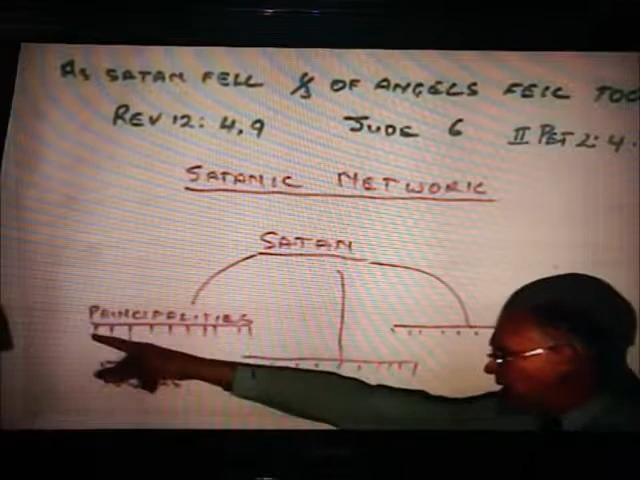 As SATAN FELL ⅓ OF ANGELS FELL TOO
REV 12: 4,9 JUDE 6 II PET 2: 4.
SATANIC NETWORK
SATAN
PRINCIPALITIES